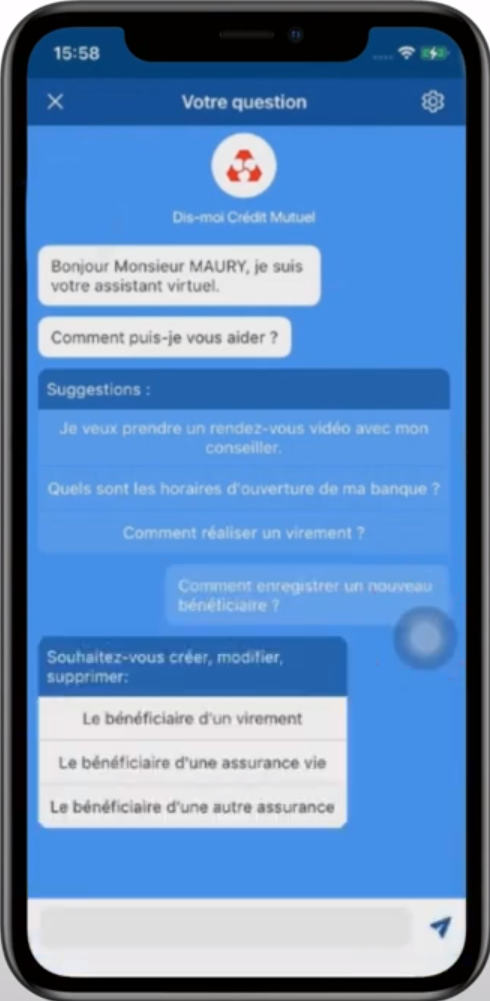 15:58
Votre question
Dis-moi Crédit Mutuel
Bonjour Monsieur MAURY, je suis
votre assistant virtuel.
Comment puis-je vous aider ?
Suggestions :
Je veux prendre un rendez-vous vidéo avec mon
conseiller.
Quels sont les horaires d'ouverture de ma banque ?
Comment réaliser un virement ?
Comment enregistrer un nouveau
bénéficiaire ?
Souhaitez-vous créer, modifier,
supprimer:
Le bénéficiaire d'un virement
Le bénéficiaire d'une assurance vie
Le bénéficiaire d'une autre assurance